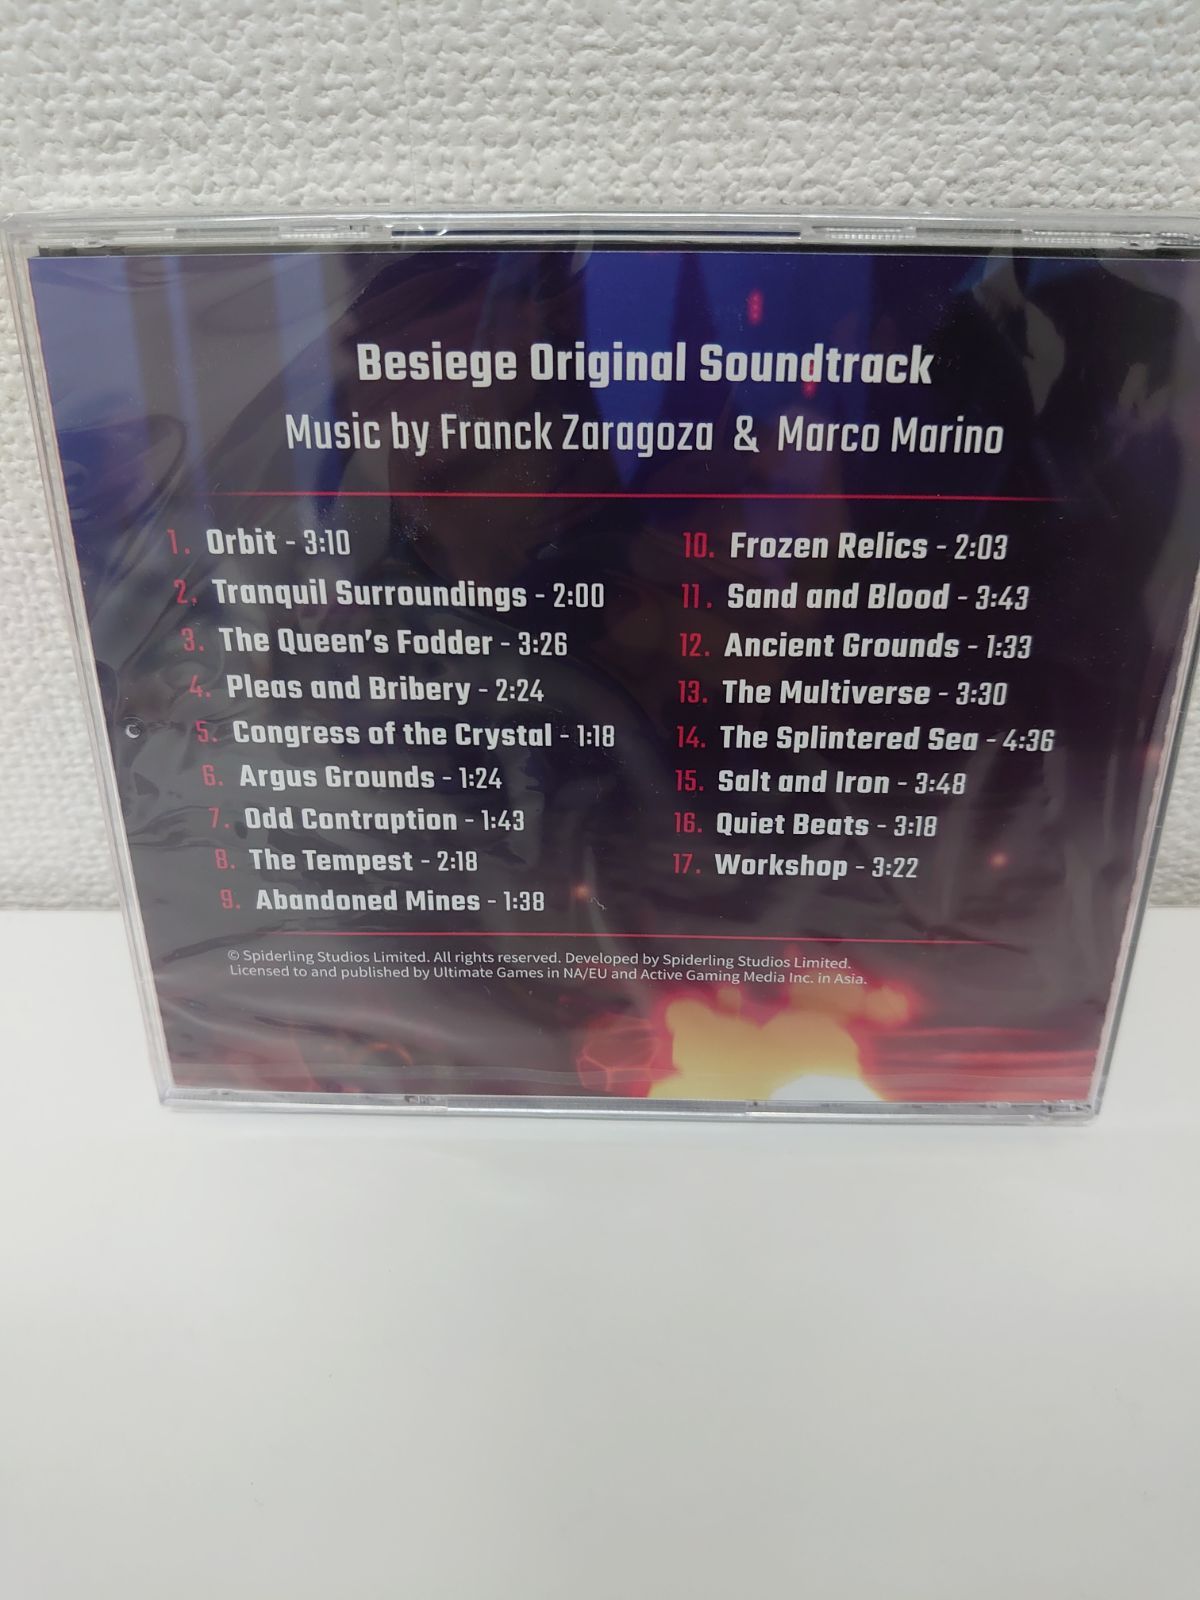 Besiege Original Soundtrack
Music by Franck Zaragoza & Marco Marino
1. Orbit - 3:10
2. Tranquil Surroundings - 2:00
3. The Queen's Fodder - 3:26
4. Pleas and Bribery - 2:24
5. Congress of the Crystal - 1:18
6. Argus Grounds - 1:24
7. Odd Contraption - 1:43
8. The Tempest - 2:18
9. Abandoned Mines - 1:38
10. Frozen Relics - 2:03
11. Sand and Blood - 3:43
12. Ancient Grounds - 1:33
13. The Multiverse - 3:30
14. The Splintered Sea - 4:36
15. Salt and Iron - 3:48
16. Quiet Beats - 3:18
17. Workshop - 3:22
© Spiderling Studios Limited. All rights reserved. Developed by Spiderling Studios Limited.
Licensed to and published by Ultimate Games in NA/EU and Active Gaming Media Inc. in Asia.